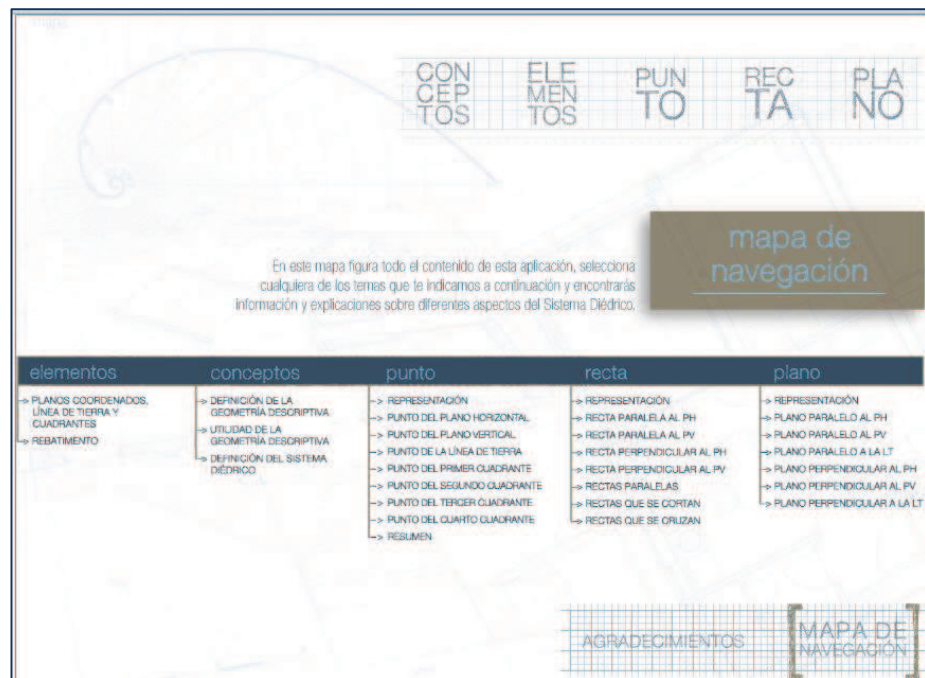 CON
CEP
TOS
ELE
MEN
TOS
PUN
TO
REC
TA
PLA
NO
mapa de
navegación
En este mapa figura todo el contenido de esta aplicación, selecciona
cualquiera de los temas que te indicamos a continuación y encontrarás
información y explicaciones sobre diferentes aspectos del Sistema Diédrico.
elementos
PLANOS COORDENADOS,
LÍNEA DE TIERRA Y
CUADRANTES
REBATIMENTO
conceptos
DEFINICIÓN DE LA
GEOMETRÍA DESCRIPTIVA
UTILIDAD DE LA
GEOMETRÍA DESCRIPTIVA
DEFINICIÓN DEL SISTEMA
DIÉDRICO
punto
REPRESENTACIÓN
PUNTO DEL PLANO HORIZONTAL
PUNTO DEL PLANO VERTICAL
PUNTO DE LA LÍNEA DE TIERRA
PUNTO DEL PRIMER CUADRANTE
PUNTO DEL SEGUNDO CUADRANTE
PUNTO DEL TERCER CUADRANTE
PUNTO DEL CUARTO CUADRANTE
RESUMEN
recta
REPRESENTACIÓN
RECTA PARALELA AL PH
RECTA PARALELA AL PV
RECTA PERPENDICULAR AL PH
RECTA PERPENDICULAR AL PV
RECTAS PARALELAS
RECTAS QUE SE CORTAN
RECTAS QUE SE CRUZAN
plano
REPRESENTACIÓN
PLANO PARALELO AL PH
PLANO PARALELO AL PV
PLANO PARALELO A LA LT
PLANO PERPENDICULAR AL PH
PLANO PERPENDICULAR AL PV
PLANO PERPENDICULAR A LA LT
AGRADECIMIENTOS
MAPA DE
NAVEGACIÓN